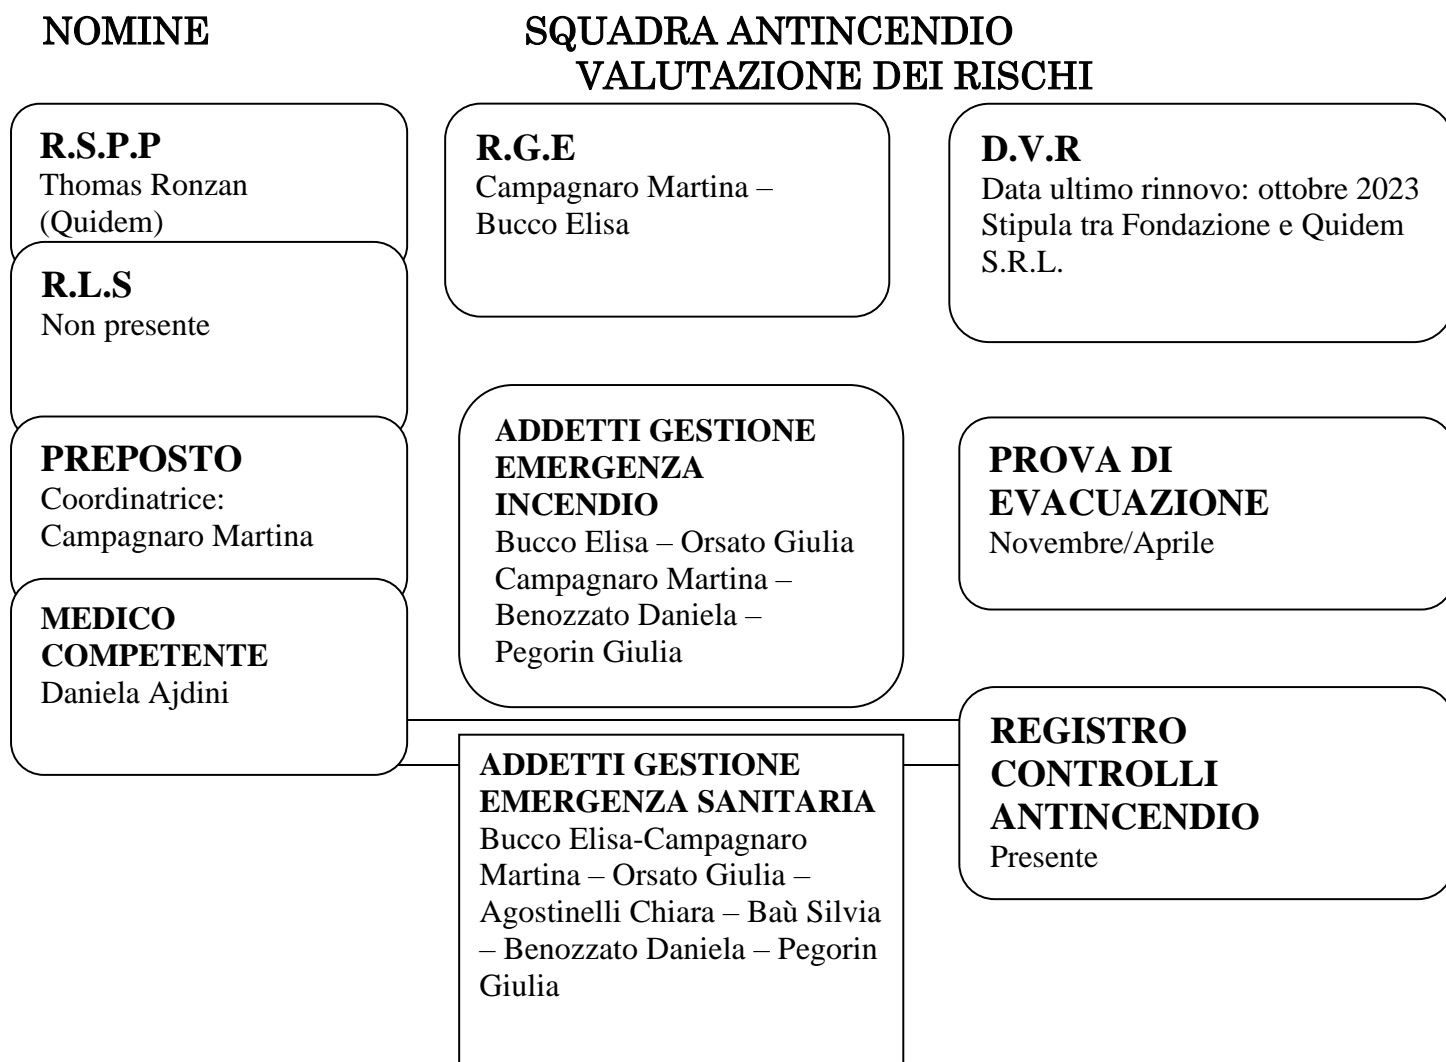 NOMINE
SQUADRA ANTINCENDIO
VALUTAZIONE DEI RISCHI
R.S.P.P
Thomas Ronzan
(Quidem)
R.L.S
Non presente
PREPOSTO
Coordinatrice:
Campagnaro Martina
MEDICO
COMPETENTE
Daniela Ajdini
R.G.E
Campagnaro Martina –
Bucco Elisa
ADDETTI GESTIONE
EMERGENZA
INCENDIO
Bucco Elisa – Orsato Giulia
Campagnaro Martina –
Benozzato Daniela –
Pegorin Giulia
ADDETTI GESTIONE
EMERGENZA SANITARIA
Bucco Elisa-Campagnaro
Martina – Orsato Giulia –
Agostinelli Chiara – Baù Silvia
– Benozzato Daniela – Pegorin
Giulia
D.V.R
Data ultimo rinnovo: ottobre 2023
Stipula tra Fondazione e Quidem
S.R.L.
PROVA DI
EVACUAZIONE
Novembre/Aprile
REGISTRO
CONTROLLI
ANTINCENDIO
Presente